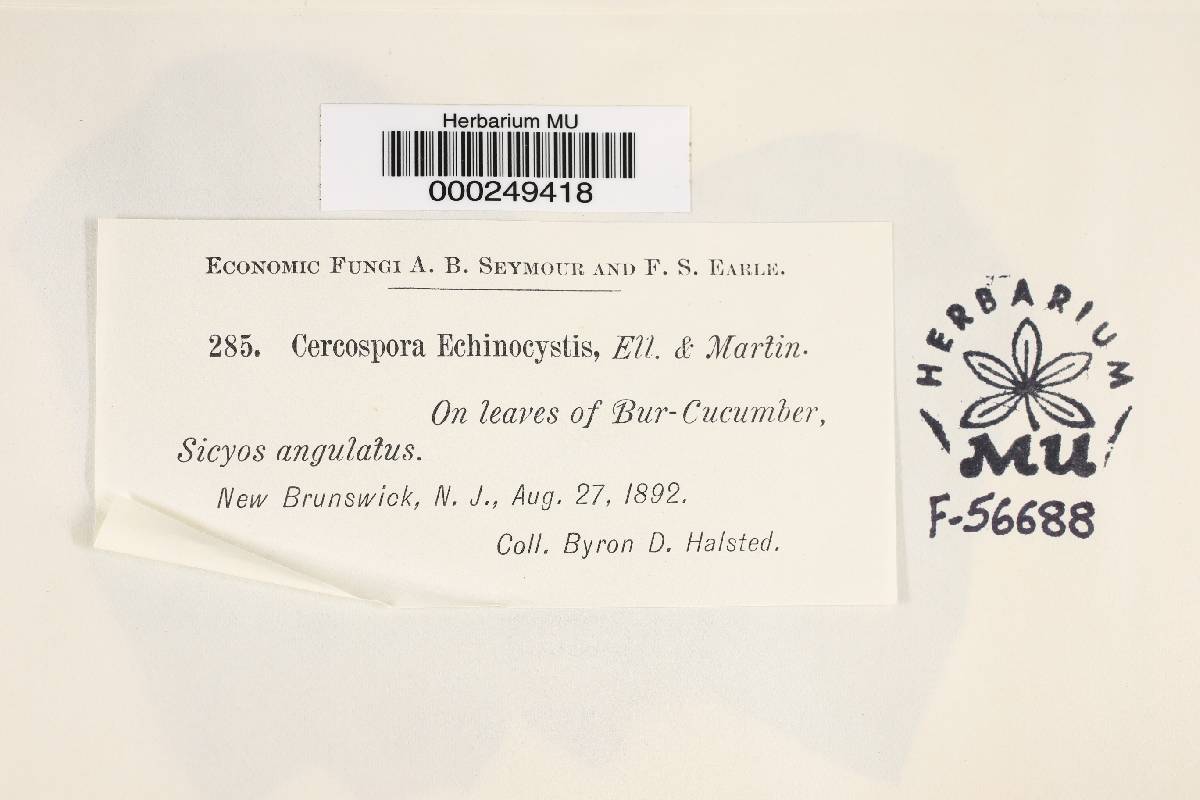 Herbarium MU
000249418
ECONOMIC FUNGI A. B. SEYMOUR AND F. S. EARLE.
285. Cercospora Echinocystis, Ell. & Martin.
On leaves of Bur-Cucumber,
Sicyos angulatus.
New Brunswick, N. J., Aug. 27, 1892.
Coll. Byron D. Halsted.
HERBARIUM
MU
F-56688